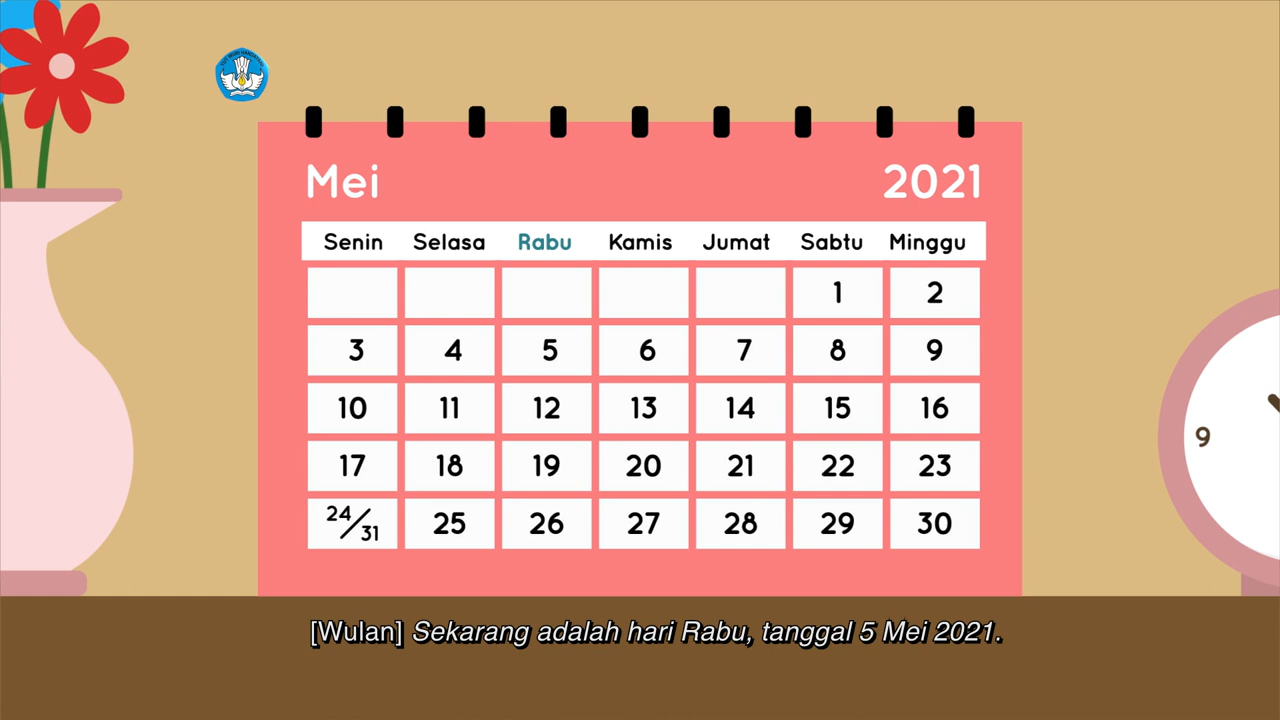 Mei 2021
Senin Selasa Rabu Kamis Jumat Sabtu Minggu
1 2
3 4 5 6 7 8 9
10 11 12 13 14 15 16
17 18 19 20 21 22 23
24/31 25 26 27 28 29 30
9
[Wulan] Sekarang adalah hari Rabu, tanggal 5 Mei 2021.